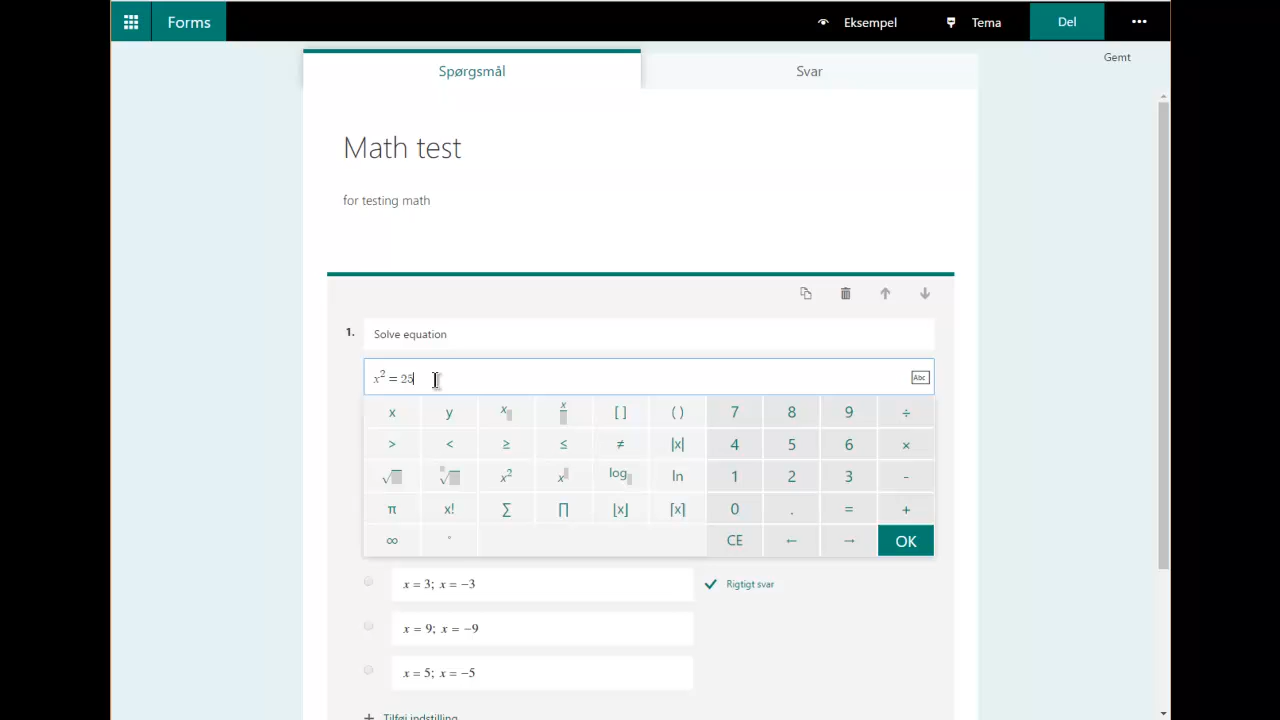 Forms Eksempel Tema Del •••
Gemt
Spørgsmål Svar
Math test
for testing math
1. Solve equation
x² = 25 Abc
x y x▯ x/▯ [ ] ( ) 7 8 9 ÷
> < ≥ ≤ ≠ |x| 4 5 6 ×
√▯ ▯√▯ x² x^▯ log▯ ln 1 2 3 -
π x! ∑ ∏ ⌊x⌋ ⌈x⌉ 0 . = +
∞ ° CE ← → OK
x = 3; x = −3 Rigtigt svar
x = 9; x = −9
x = 5; x = −5
+ Tilføj indstilling